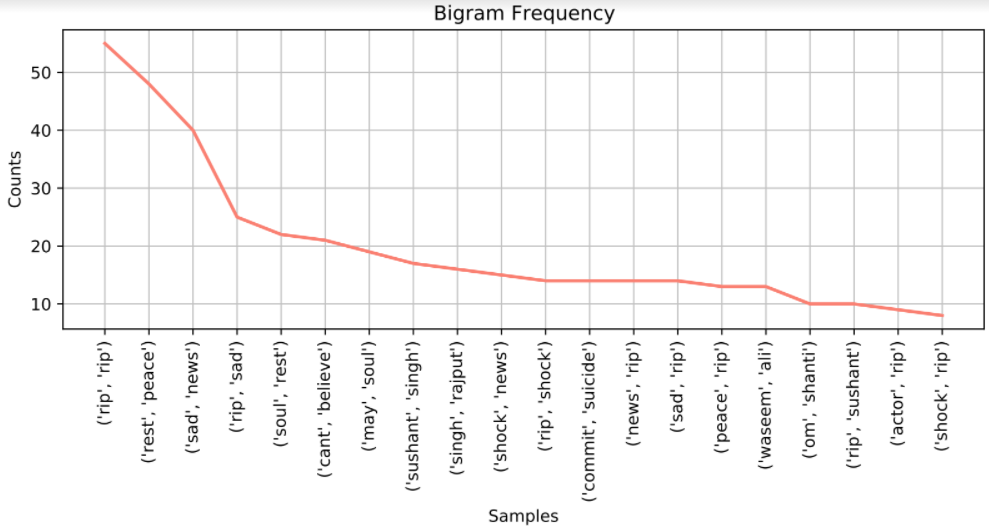 Bigram Frequency
Counts
50
40
30
20
10
('rip', 'rip')
('rest', 'peace')
('sad', 'news')
('rip', 'sad')
('soul', 'rest')
('cant', 'believe')
('may', 'soul')
('sushant', 'singh')
('singh', 'rajput')
('shock', 'news')
('rip', 'shock')
('commit', 'suicide')
('news', 'rip')
('sad', 'rip')
('peace', 'rip')
('waseem', 'ali')
('om', 'shanti')
('rip', 'sushant')
('actor', 'rip')
('shock', 'rip')
Samples